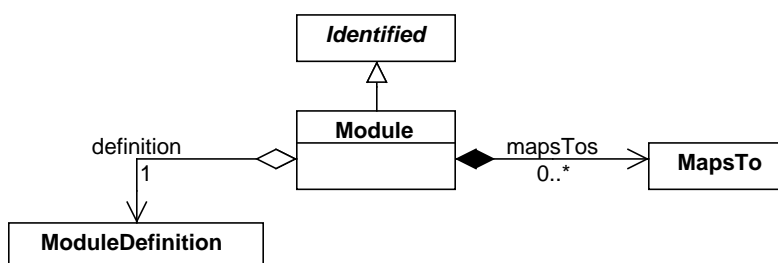 Identified
Module
definition
1
mapsTos
0..*
MapsTo
ModuleDefinition